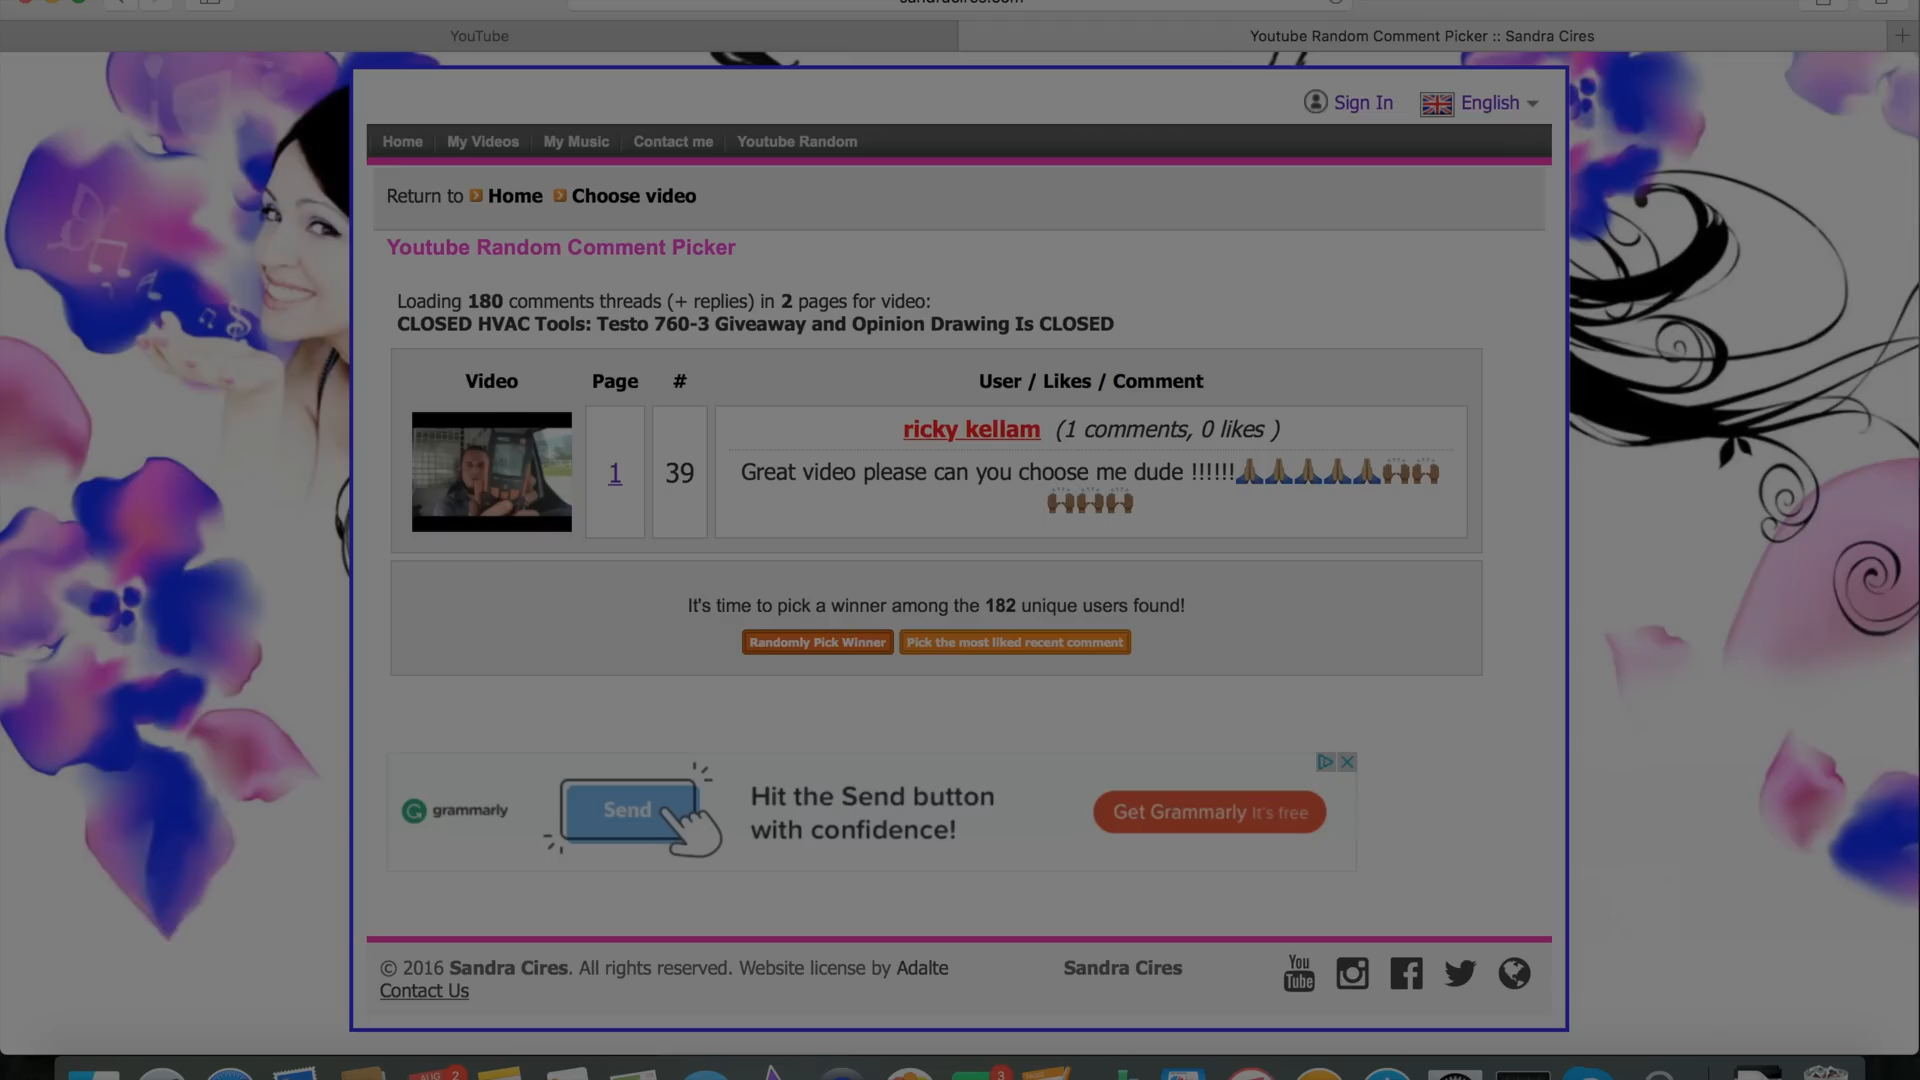 YouTube
Youtube Random Comment Picker :: Sandra Cires
Sign In
English
Home
My Videos
My Music
Contact me
Youtube Random
Return to Home Choose video
Youtube Random Comment Picker
Loading 180 comments threads (+ replies) in 2 pages for video:
CLOSED HVAC Tools: Testo 760-3 Giveaway and Opinion Drawing Is CLOSED
Video
Page
#
User / Likes / Comment
1
39
ricky kellam (1 comments, 0 likes )
Great video please can you choose me dude !!!!!!🙏🏽🙏🏽🙏🏽🙏🏽🙏🏽🙌🏾🙌🏾
🙌🏾🙌🏾🙌🏾
It's time to pick a winner among the 182 unique users found!
Randomly Pick Winner
Pick the most liked recent comment
grammarly
Send
Hit the Send button
with confidence!
Get Grammarly It's free
© 2016 Sandra Cires. All rights reserved. Website license by Adalte
Contact Us
Sandra Cires
You
Tube
AUG
2
3